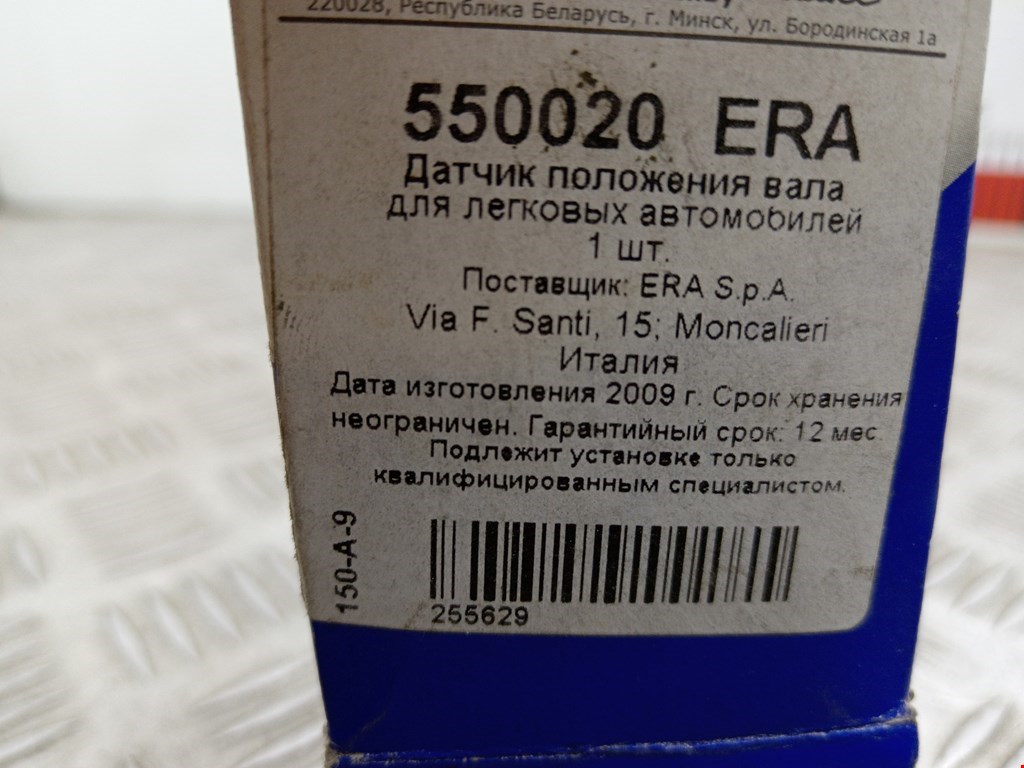 220028, Республика Беларусь, г. Минск, ул. Бородинская 1а
550020 ERA
Датчик положения вала
для легковых автомобилей
1 шт.
Поставщик: ERA S.p.A.
Via F. Santi, 15; Moncalieri
Италия
Дата изготовления 2009 г. Срок хранения
неограничен. Гарантийный срок: 12 мес.
Подлежит установке только
квалифицированным специалистом.
150-A-9
255629